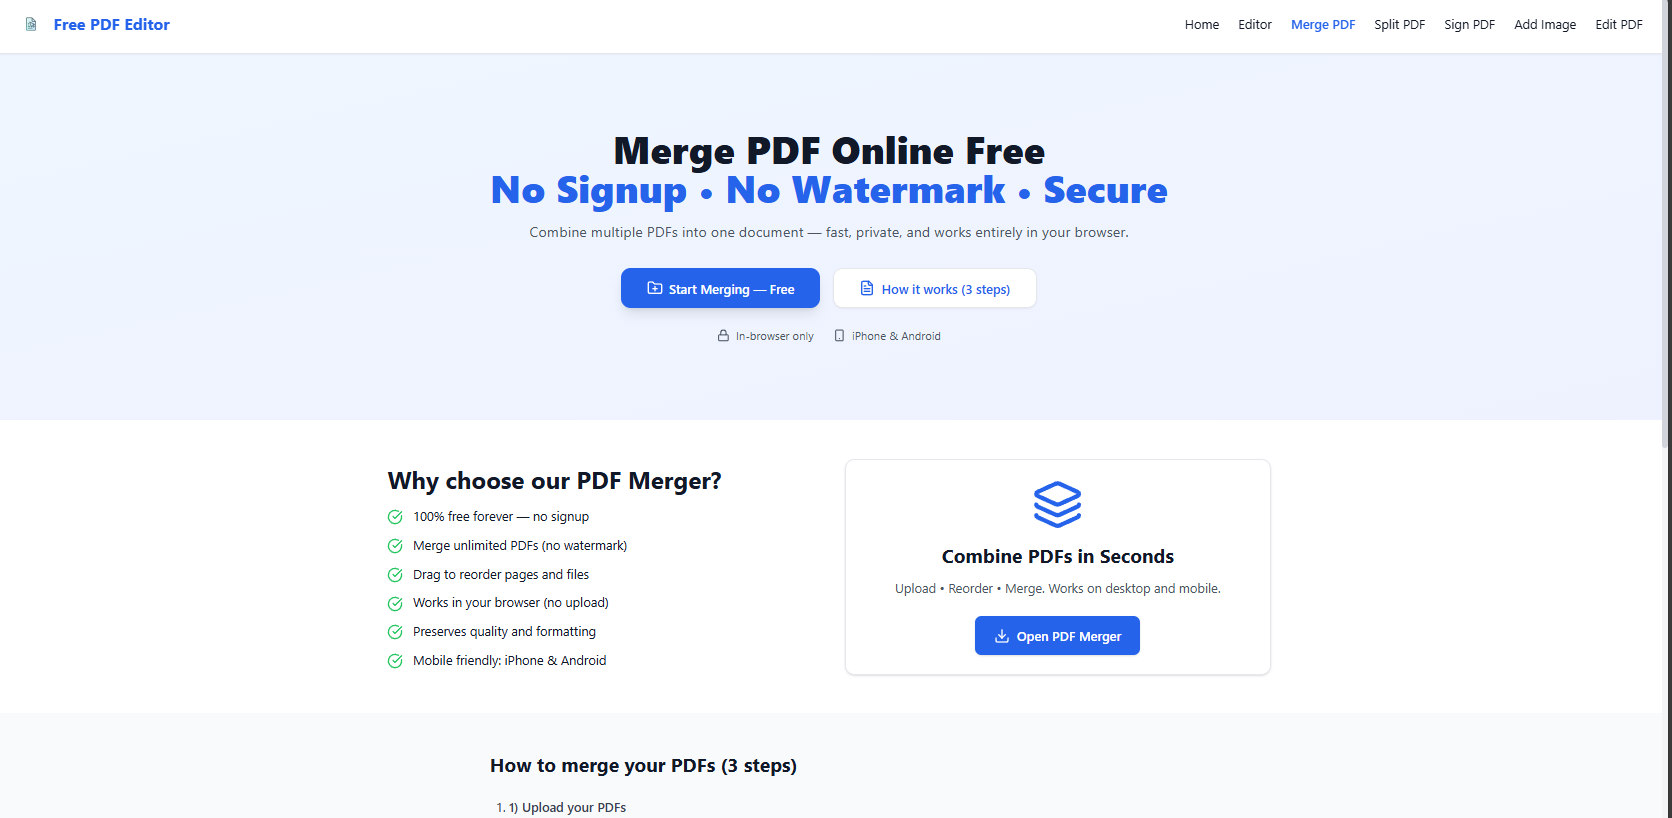 Free PDF Editor
Home
Editor
Merge PDF
Split PDF
Sign PDF
Add Image
Edit PDF
Merge PDF Online Free
No Signup • No Watermark • Secure
Combine multiple PDFs into one document — fast, private, and works entirely in your browser.
Start Merging — Free
How it works (3 steps)
In-browser only
iPhone & Android
Why choose our PDF Merger?
100% free forever — no signup
Merge unlimited PDFs (no watermark)
Drag to reorder pages and files
Works in your browser (no upload)
Preserves quality and formatting
Mobile friendly: iPhone & Android
Combine PDFs in Seconds
Upload • Reorder • Merge. Works on desktop and mobile.
Open PDF Merger
How to merge your PDFs (3 steps)
1. 1) Upload your PDFs